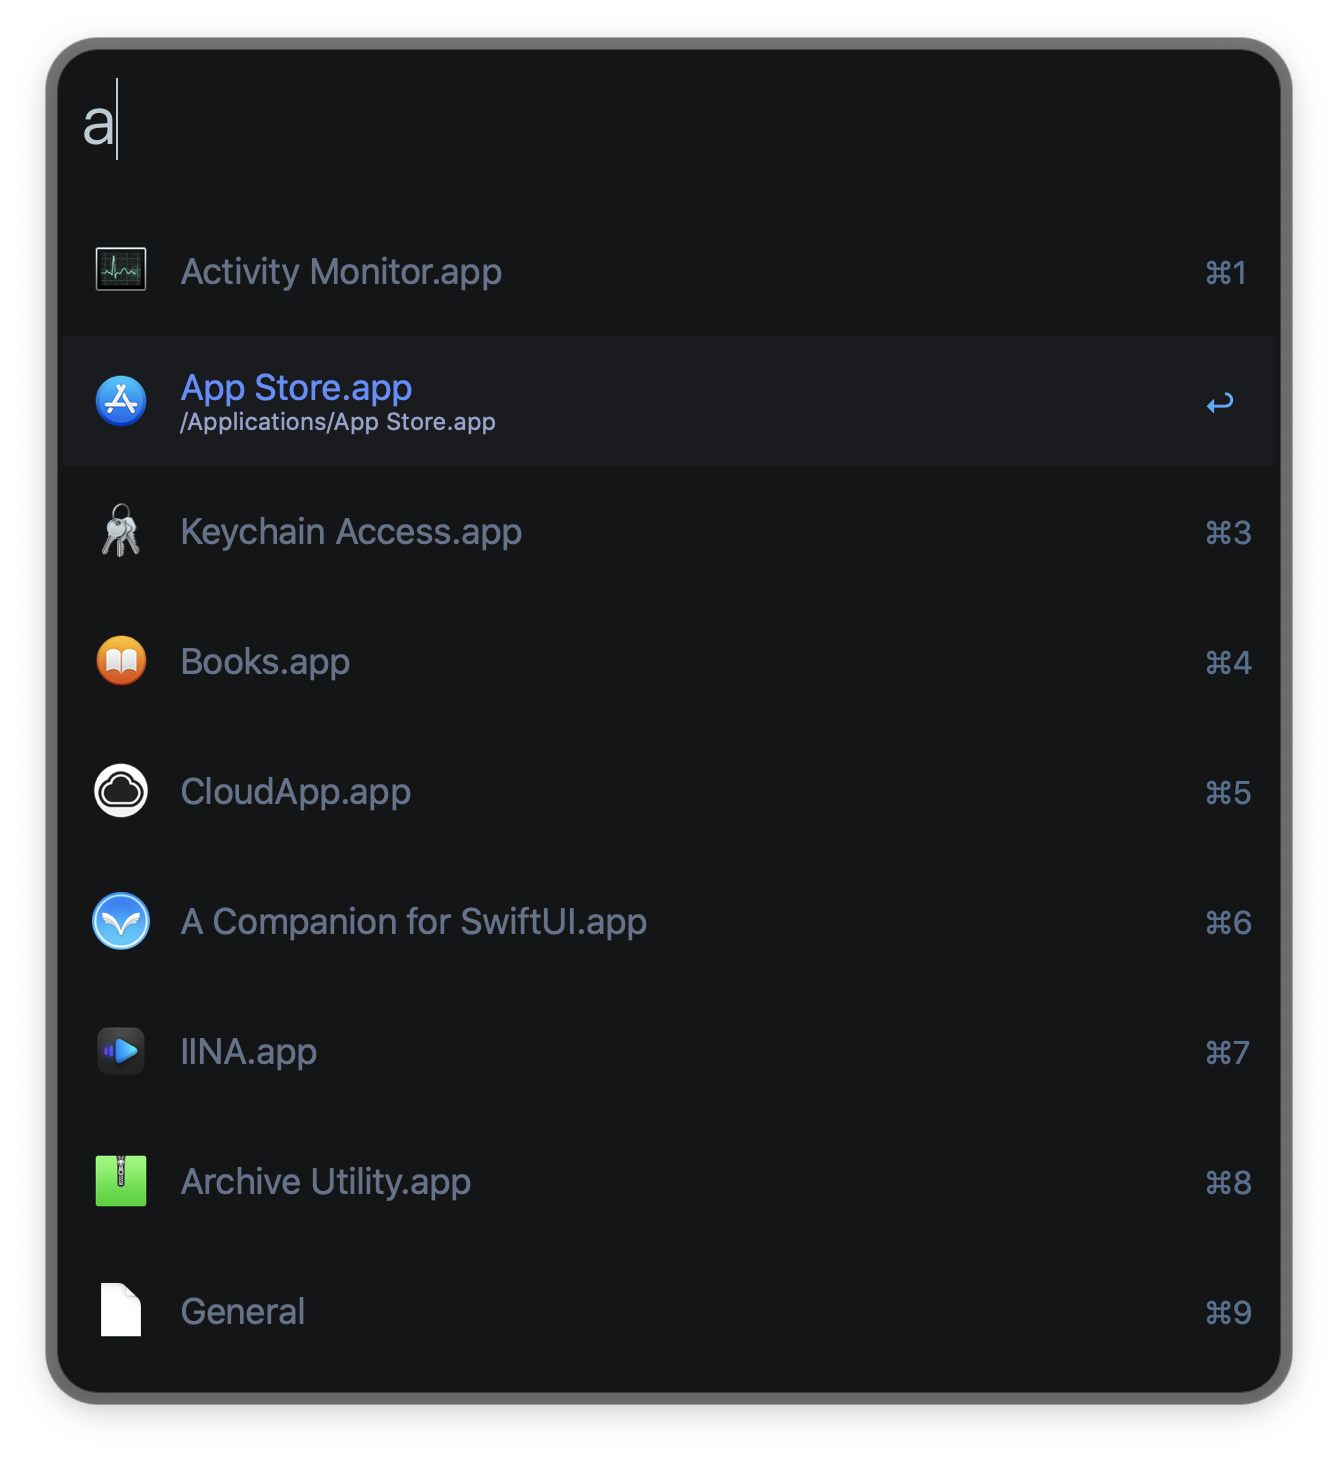 a
Activity Monitor.app ⌘1
App Store.app
/Applications/App Store.app ↩
Keychain Access.app ⌘3
Books.app ⌘4
CloudApp.app ⌘5
A Companion for SwiftUI.app ⌘6
IINA.app ⌘7
Archive Utility.app ⌘8
General ⌘9